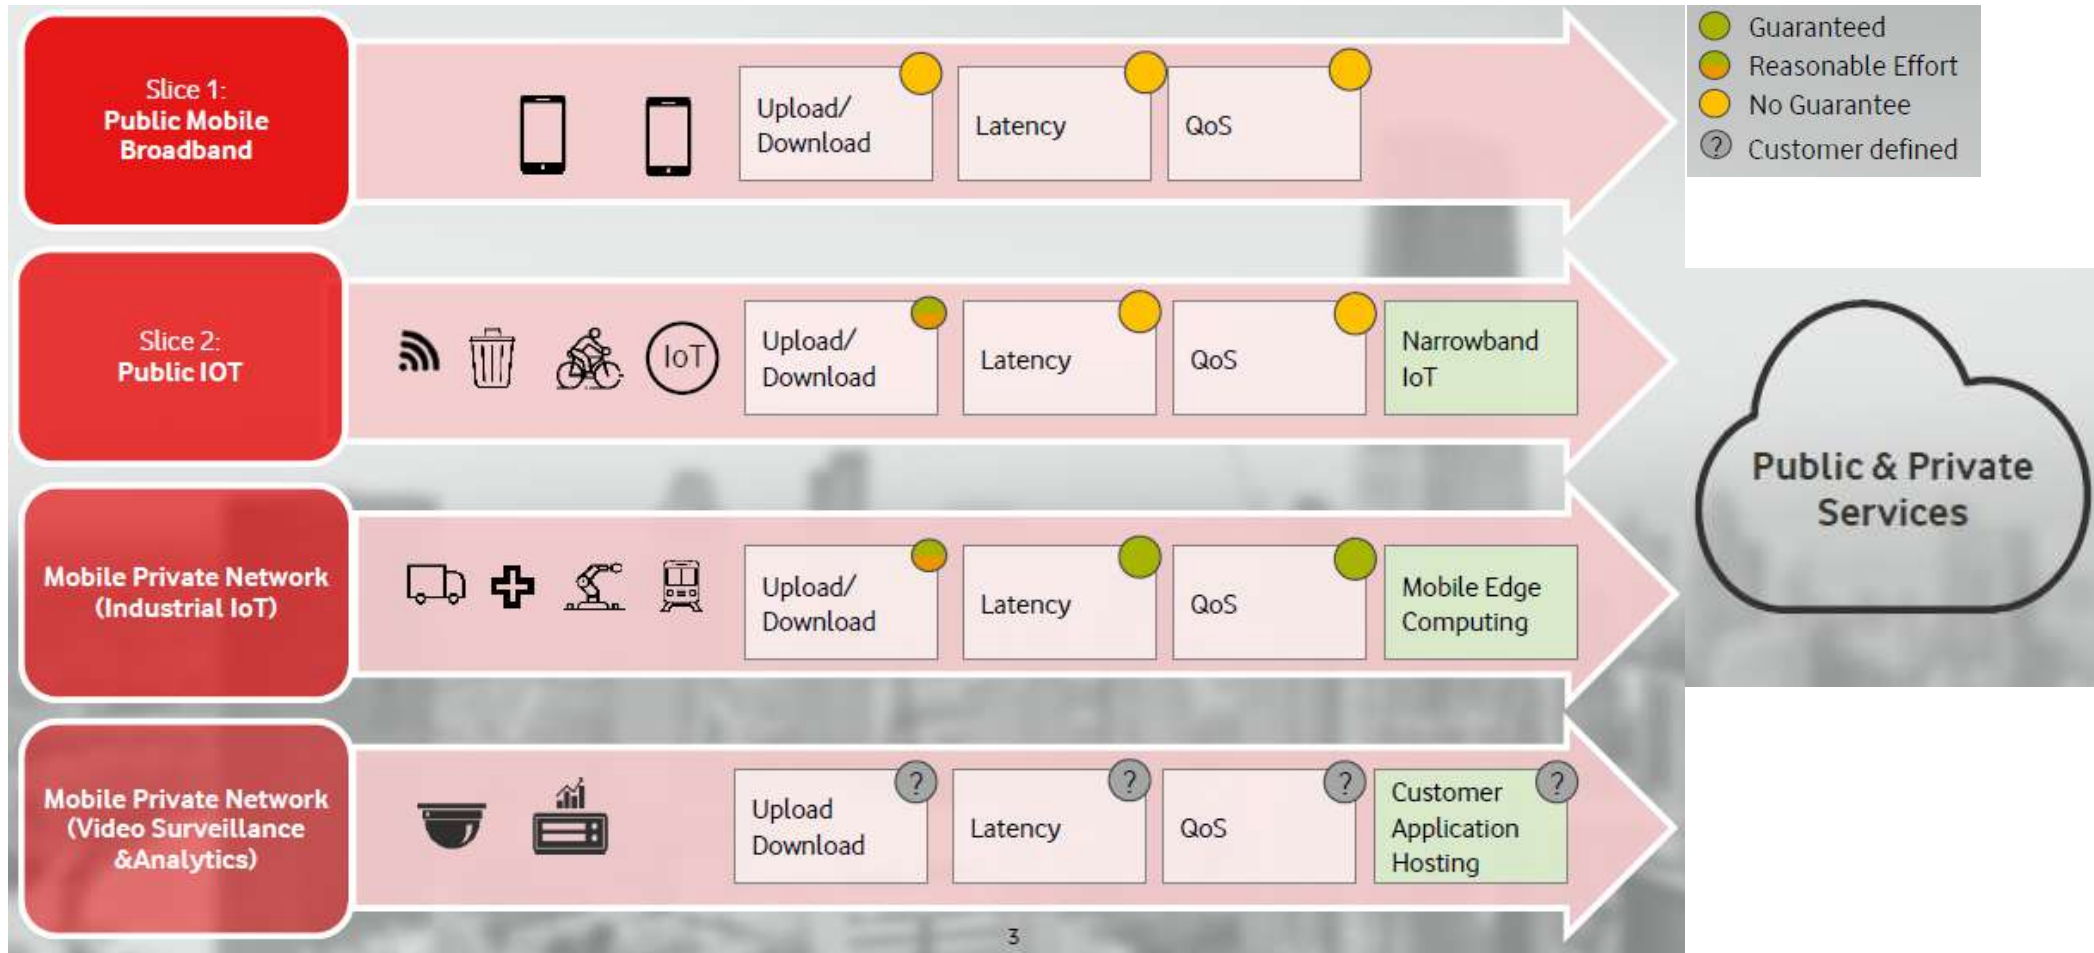 Slice 1:
Public Mobile
Broadband
Upload/
Download
Latency
QoS
Guaranteed
Reasonable Effort
No Guarantee
?
Customer defined
Slice 2:
Public IOT
IoT
Upload/
Download
Latency
QoS
Narrowband
IoT
Public & Private
Services
Mobile Private Network
(Industrial IoT)
Upload/
Download
Latency
QoS
Mobile Edge
Computing
Mobile Private Network
(Video Surveillance
&Analytics)
Upload
Download
?
Latency
?
QoS
?
Customer
Application
Hosting
?
3